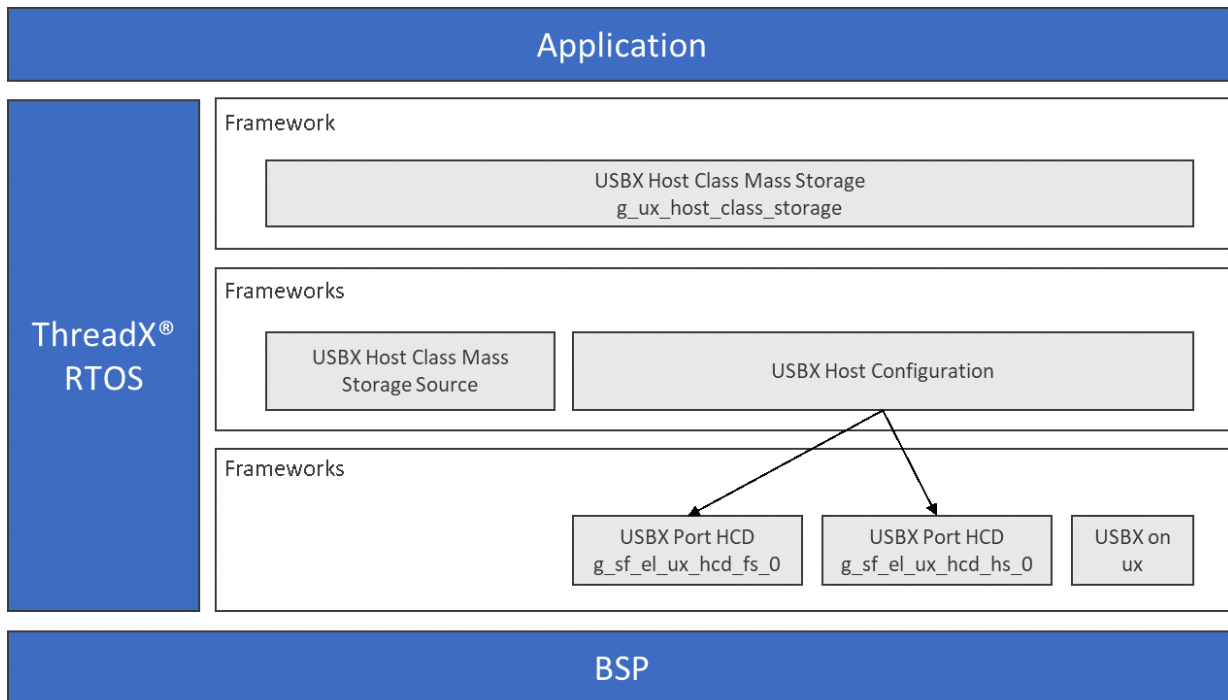 Application
ThreadX®
RTOS
Framework
USBX Host Class Mass Storage
g_ux_host_class_storage
Frameworks
USBX Host Class Mass
Storage Source
USBX Host Configuration
Frameworks
USBX Port HCD
g_sf_el_ux_hcd_fs_0
USBX Port HCD
g_sf_el_ux_hcd_hs_0
USBX on
ux
BSP